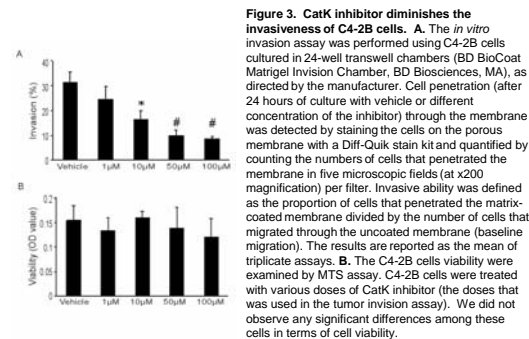 A
Invasion (%)
40
35
30
25
20
15
10
5
0
*
#
#
Vehicle 1µM 10µM 50µM 100µM
B
Viability (OD value)
0.2
0.15
0.1
0.05
0
Vehicle 1µM 10µM 50µM 100µM
Figure 3. CatK inhibitor diminishes the
invasiveness of C4-2B cells. A. The in vitro
invasion assay was performed using C4-2B cells
cultured in 24-well transwell chambers (BD BioCoat
Matrigel Invision Chamber, BD Biosciences, MA), as
directed by the manufacturer. Cell penetration (after
24 hours of culture with vehicle or different
concentration of the inhibitor) through the membrane
was detected by staining the cells on the porous
membrane with a Diff-Quik stain kit and quantified by
counting the numbers of cells that penetrated the
membrane in five microscopic fields (at x200
magnification) per filter. Invasive ability was defined
as the proportion of cells that penetrated the matrix-
coated membrane divided by the number of cells that
migrated through the uncoated membrane (baseline
migration). The results are reported as the mean of
triplicate assays. B. The C4-2B cells viability were
examined by MTS assay. C4-2B cells were treated
with various doses of CatK inhibitor (the doses that
was used in the tumor invision assay). We did not
observe any significant differences among these
cells in terms of cell viability.